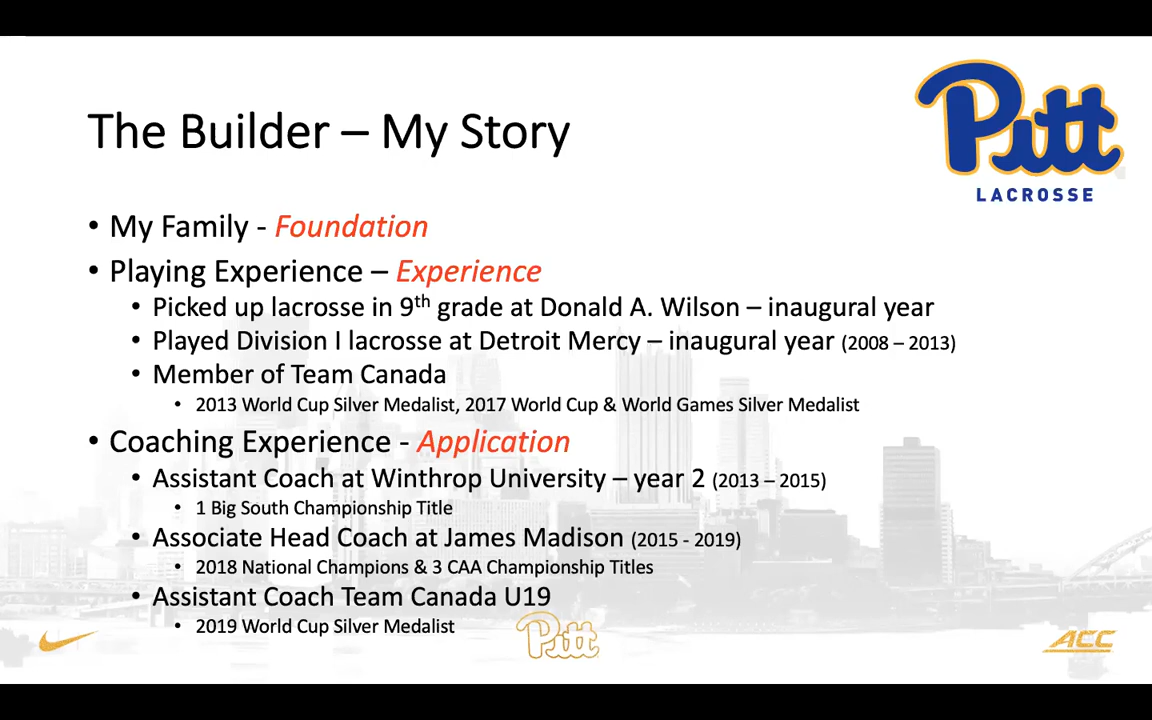 Pitt
LACROSSE
The Builder – My Story
• My Family - Foundation
• Playing Experience – Experience
• Picked up lacrosse in 9th grade at Donald A. Wilson – inaugural year
• Played Division I lacrosse at Detroit Mercy – inaugural year (2008 – 2013)
• Member of Team Canada
• 2013 World Cup Silver Medalist, 2017 World Cup & World Games Silver Medalist
• Coaching Experience - Application
• Assistant Coach at Winthrop University – year 2 (2013 – 2015)
• 1 Big South Championship Title
• Associate Head Coach at James Madison (2015 - 2019)
• 2018 National Champions & 3 CAA Championship Titles
• Assistant Coach Team Canada U19
• 2019 World Cup Silver Medalist
Pitt
ACC